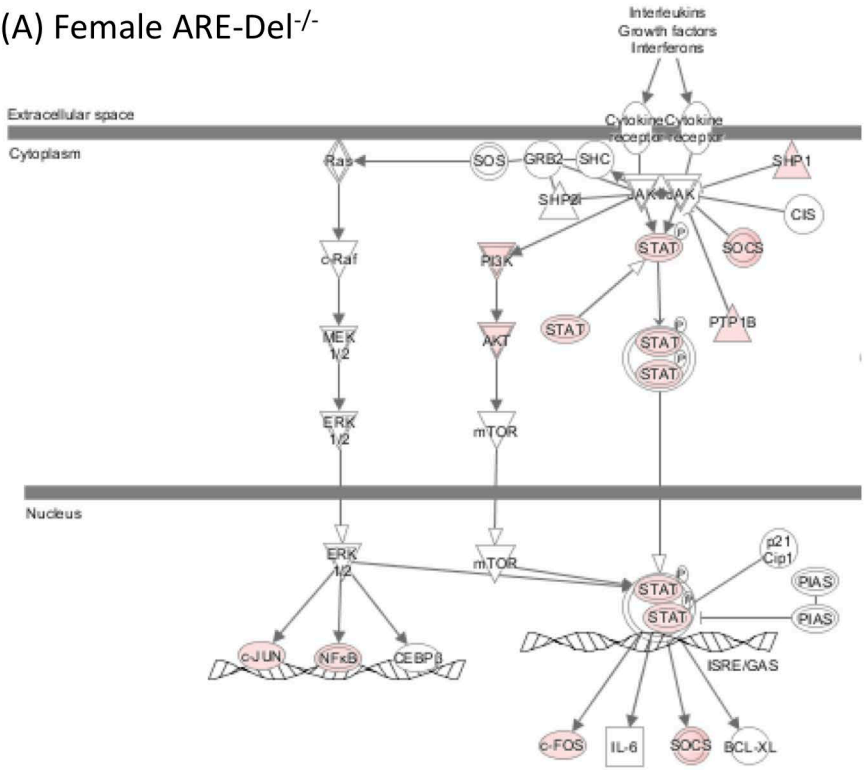 (A) Female ARE-Del-/-
Interleukins
Growth factors
Interferons
Extracellular space
Cytokine
receptor
Cytokine
receptor
Cytoplasm
Ras
SOS
GRB2
SHC
SHP1
SHP2
JAK
JAK
CIS
P
STAT
SOCS
c-Raf
PI3K
STAT
PTP1B
MEK
1/2
AKT
P
STAT
P
STAT
ERK
1/2
mTOR
Nucleus
ERK
1/2
mTOR
p21
Cip1
P
STAT
P
STAT
PIAS
PIAS
c-JUN
NFκB
CEBPβ
ISRE/GAS
c-FOS
IL-6
SOCS
BCL-XL